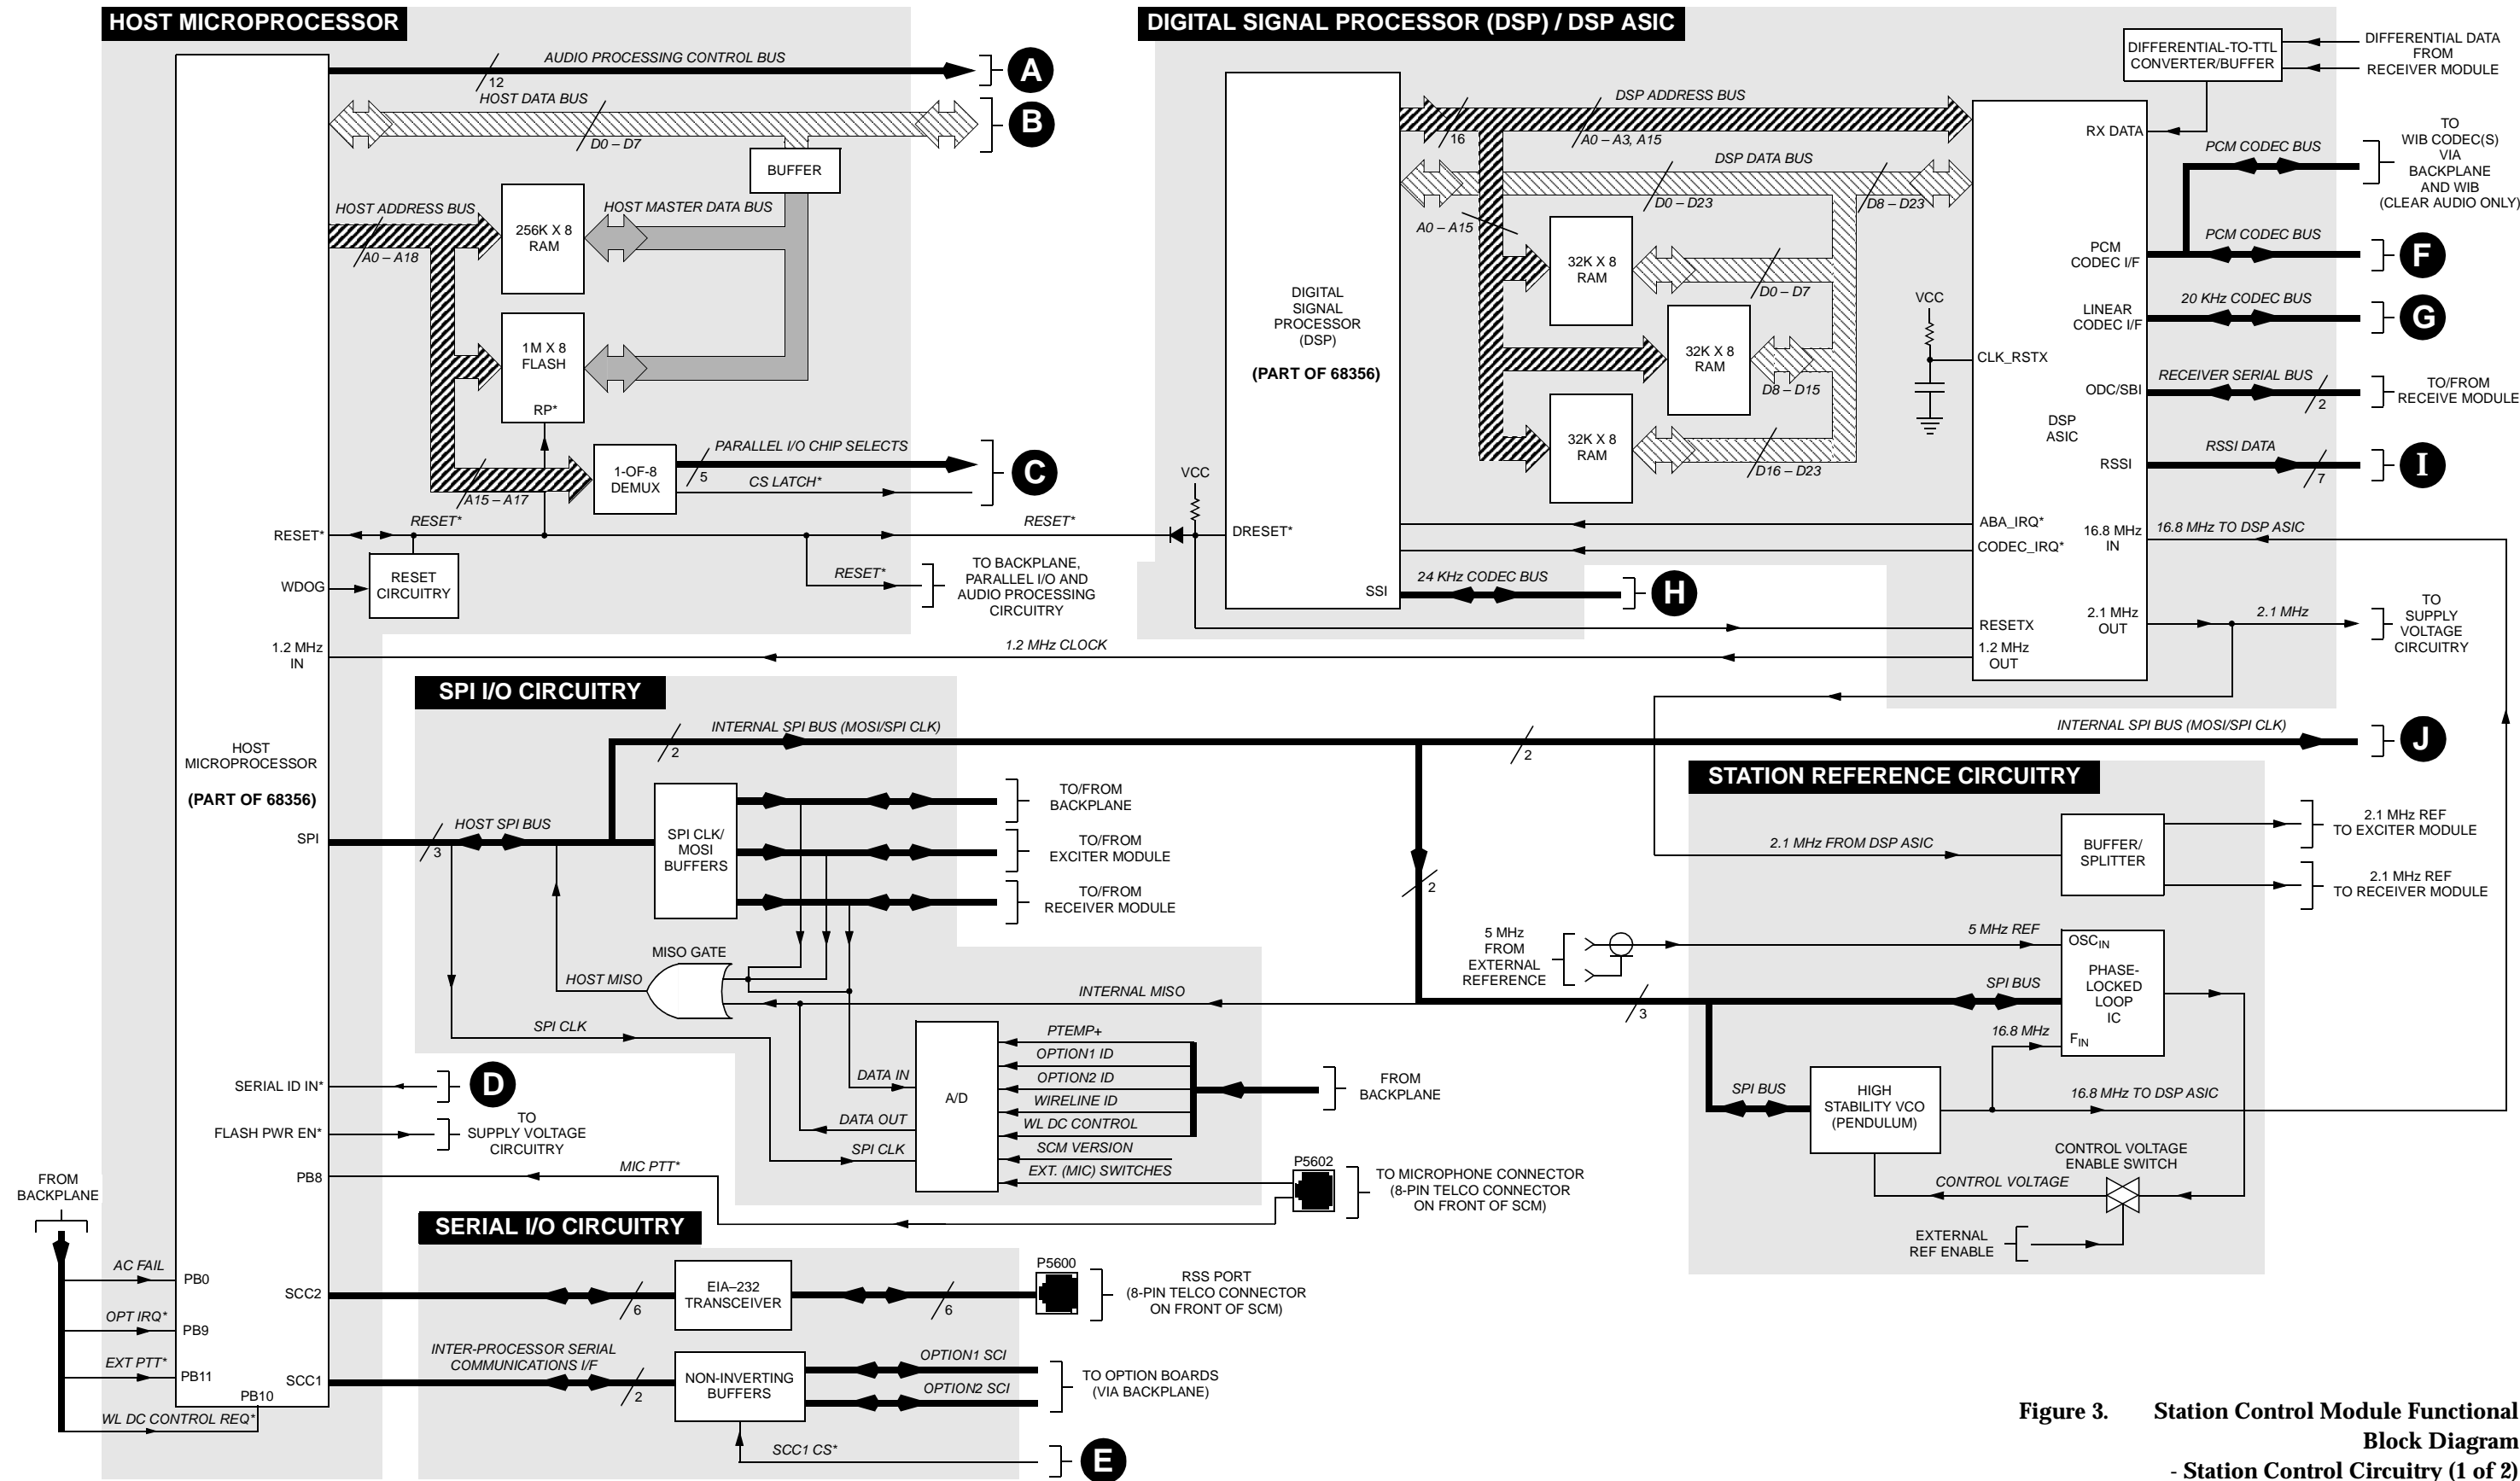 HOST MICROPROCESSOR
AUDIO PROCESSING CONTROL BUS
12
A
HOST DATA BUS
D0 – D7
B
BUFFER
HOST ADDRESS BUS
A0 – A18
256K X 8
RAM
HOST MASTER DATA BUS
1M X 8
FLASH
RP*
A15 – A17
1-OF-8
DEMUX
PARALLEL I/O CHIP SELECTS
5
CS LATCH*
C
RESET*
RESET*
RESET*
WDOG
RESET
CIRCUITRY
RESET*
TO BACKPLANE,
PARALLEL I/O AND
AUDIO PROCESSING
CIRCUITRY
1.2 MHz
IN
1.2 MHz CLOCK
HOST
MICROPROCESSOR
(PART OF 68356)
SPI
SERIAL ID IN*
D
FLASH PWR EN*
TO
SUPPLY VOLTAGE
CIRCUITRY
PB8
MIC PTT*
FROM
BACKPLANE
AC FAIL
PB0
OPT IRQ*
PB9
EXT PTT*
PB11
PB10
WL DC CONTROL REQ*
SCC2
SCC1
DIGITAL SIGNAL PROCESSOR (DSP) / DSP ASIC
DIFFERENTIAL-TO-TTL
CONVERTER/BUFFER
DIFFERENTIAL DATA
FROM
RECEIVER MODULE
DSP ADDRESS BUS
16
A0 – A3, A15
DSP DATA BUS
D0 – D23
D8 – D23
A0 – A15
32K X 8
RAM
D0 – D7
32K X 8
RAM
D8 – D15
32K X 8
RAM
D16 – D23
DIGITAL
SIGNAL
PROCESSOR
(DSP)
(PART OF 68356)
VCC
DRESET*
SSI
24 KHz CODEC BUS
H
VCC
RX DATA
PCM CODEC BUS
TO
WIB CODEC(S)
VIA
BACKPLANE
AND WIB
(CLEAR AUDIO ONLY)
PCM
CODEC I/F
PCM CODEC BUS
F
LINEAR
CODEC I/F
20 KHz CODEC BUS
G
CLK_RSTX
ODC/SBI
RECEIVER SERIAL BUS
2
TO/FROM
RECEIVE MODULE
DSP
ASIC
RSSI
RSSI DATA
7
I
ABA_IRQ*
CODEC_IRQ*
16.8 MHz
IN
16.8 MHz TO DSP ASIC
2.1 MHz
OUT
2.1 MHz
TO
SUPPLY
VOLTAGE
CIRCUITRY
RESETX
1.2 MHz
OUT
SPI I/O CIRCUITRY
INTERNAL SPI BUS (MOSI/SPI CLK)
2
2
INTERNAL SPI BUS (MOSI/SPI CLK)
J
HOST SPI BUS
3
SPI CLK/
MOSI
BUFFERS
TO/FROM
BACKPLANE
TO/FROM
EXCITER MODULE
TO/FROM
RECEIVER MODULE
2
MISO GATE
HOST MISO
INTERNAL MISO
3
SPI CLK
A/D
DATA IN
DATA OUT
SPI CLK
PTEMP+
OPTION1 ID
OPTION2 ID
WIRELINE ID
WL DC CONTROL
SCM VERSION
EXT. (MIC) SWITCHES
FROM
BACKPLANE
P5602
TO MICROPHONE CONNECTOR
(8-PIN TELCO CONNECTOR
ON FRONT OF SCM)
STATION REFERENCE CIRCUITRY
2.1 MHz FROM DSP ASIC
BUFFER/
SPLITTER
2.1 MHz REF
TO EXCITER MODULE
2.1 MHz REF
TO RECEIVER MODULE
5 MHz
FROM
EXTERNAL
REFERENCE
5 MHz REF
OSCIN
PHASE-
LOCKED
LOOP
IC
SPI BUS
16.8 MHz
FIN
SPI BUS
HIGH
STABILITY VCO
(PENDULUM)
16.8 MHz TO DSP ASIC
CONTROL VOLTAGE
ENABLE SWITCH
CONTROL VOLTAGE
EXTERNAL
REF ENABLE
SERIAL I/O CIRCUITRY
6
EIA–232
TRANSCEIVER
6
P5600
RSS PORT
(8-PIN TELCO CONNECTOR
ON FRONT OF SCM)
INTER-PROCESSOR SERIAL
COMMUNICATIONS I/F
2
NON-INVERTING
BUFFERS
OPTION1 SCI
OPTION2 SCI
TO OPTION BOARDS
(VIA BACKPLANE)
SCC1 CS*
E
Figure 3. Station Control Module Functional
Block Diagram
- Station Control Circuitry (1 of 2)